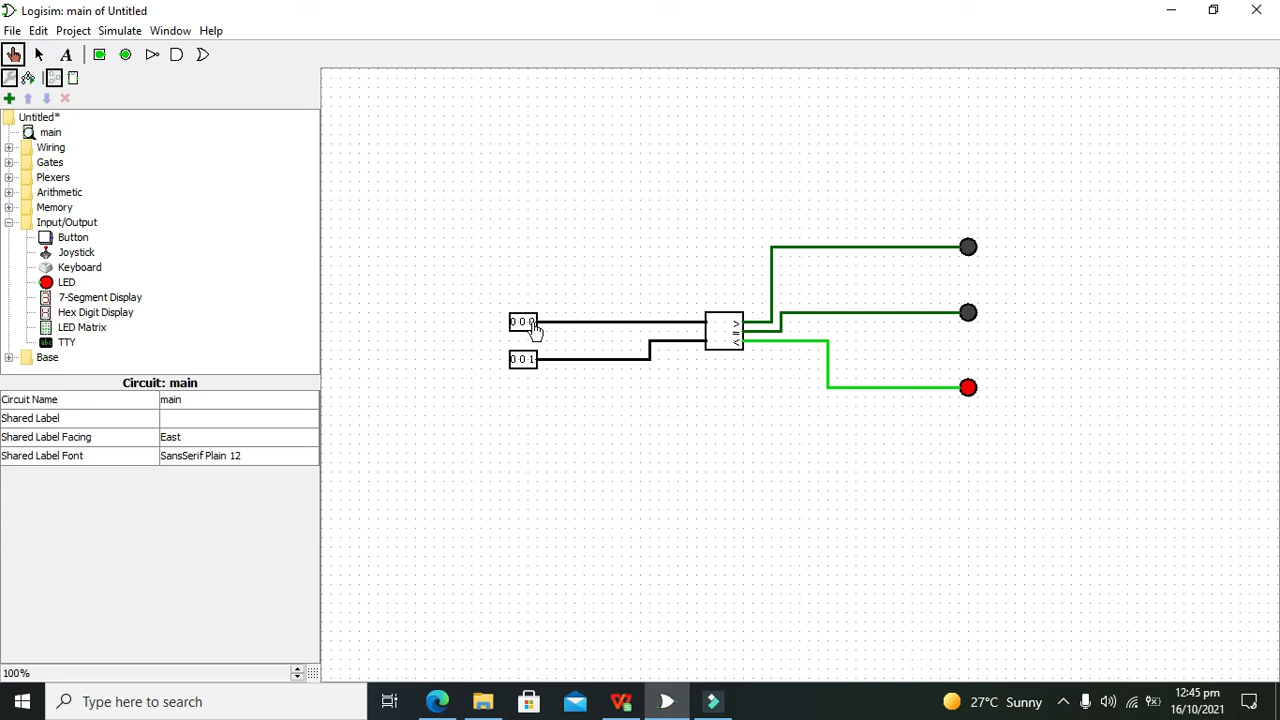 Logisim: main of Untitled
File Edit Project Simulate Window Help
A
Untitled*
main
Wiring
Gates
Plexers
Arithmetic
Memory
Input/Output
Button
Joystick
Keyboard
LED
7-Segment Display
Hex Digit Display
LED Matrix
TTY
Base
Circuit: main
Circuit Name main
Shared Label
Shared Label Facing East
Shared Label Font SansSerif Plain 12
100%
0 0 0
0 0 1
>
=
<
Type here to search
27°C Sunny
12:45 pm
16/10/2021